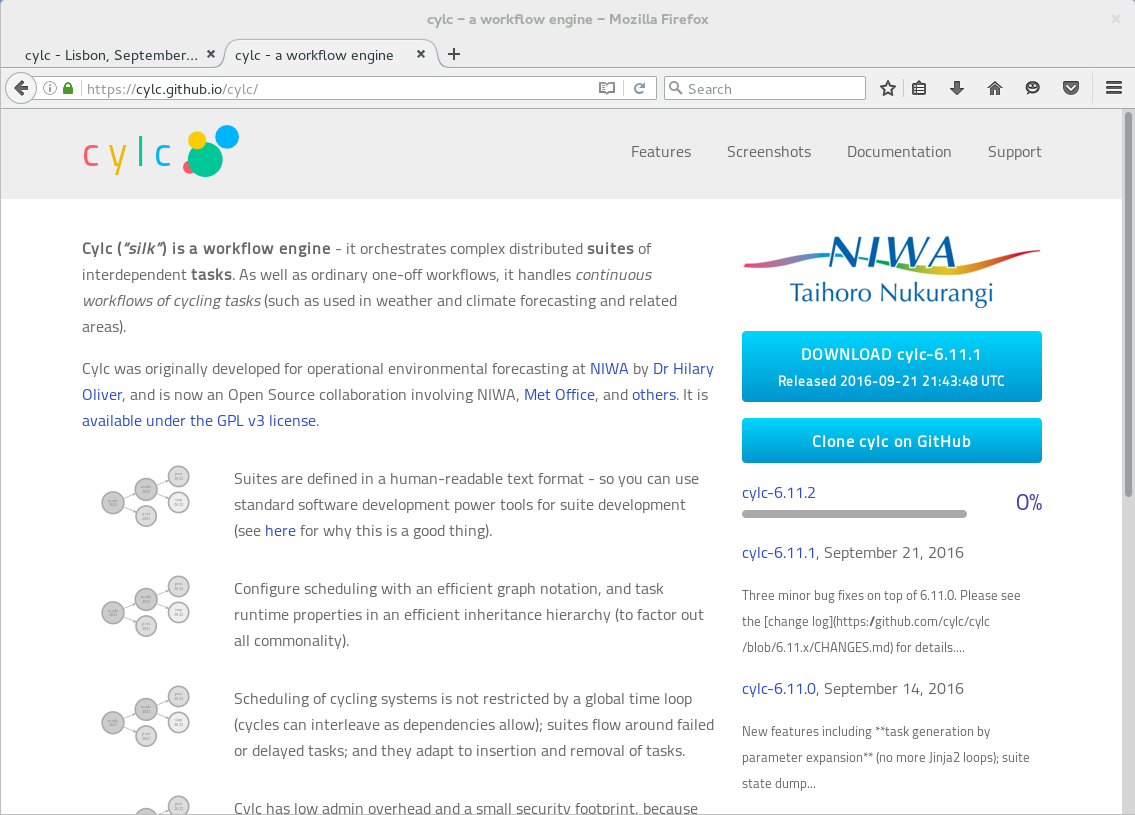 cylc – a workflow engine – Mozilla Firefox
cylc - Lisbon, September...
cylc - a workflow engine
https://cylc.github.io/cylc/
Search
cylc
Features
Screenshots
Documentation
Support
Cylc (“silk”) is a workflow engine - it orchestrates complex distributed suites of
interdependent tasks. As well as ordinary one-off workflows, it handles continuous
workflows of cycling tasks (such as used in weather and climate forecasting and related
areas).
Cylc was originally developed for operational environmental forecasting at NIWA by Dr Hilary
Oliver, and is now an Open Source collaboration involving NIWA, Met Office, and others. It is
available under the GPL v3 license.
Suites are defined in a human-readable text format - so you can use
standard software development power tools for suite development
(see here for why this is a good thing).
Configure scheduling with an efficient graph notation, and task
runtime properties in an efficient inheritance hierarchy (to factor out
all commonality).
Scheduling of cycling systems is not restricted by a global time loop
(cycles can interleave as dependencies allow); suites flow around failed
or delayed tasks; and they adapt to insertion and removal of tasks.
Cylc has low admin overhead and a small security footprint, because
NIWA
Taihoro Nukurangi
DOWNLOAD cylc-6.11.1
Released 2016-09-21 21:43:48 UTC
Clone cylc on GitHub
cylc-6.11.2
0%
cylc-6.11.1, September 21, 2016
Three minor bug fixes on top of 6.11.0. Please see
the [change log](https://github.com/cylc/cylc
/blob/6.11.x/CHANGES.md) for details....
cylc-6.11.0, September 14, 2016
New features including **task generation by
parameter expansion** (no more Jinja2 loops); suite
state dump...